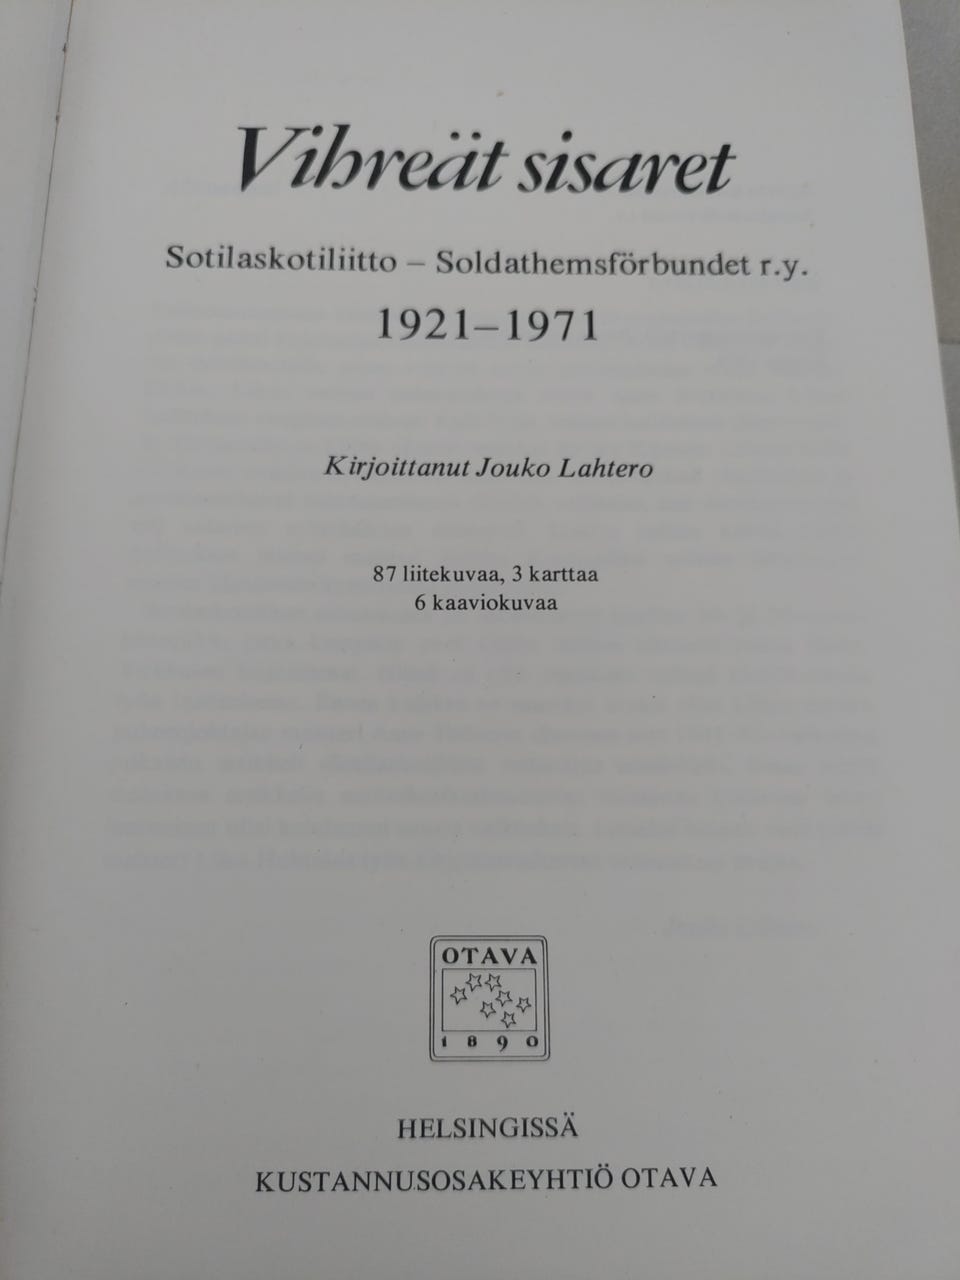 Vihreät sisaret
Sotilaskotiliitto – Soldathemsförbundet r.y.
1921–1971
Kirjoittanut Jouko Lahtero
87 liitekuvaa, 3 karttaa
6 kaaviokuvaa
OTAVA
1890
HELSINGISSÄ
KUSTANNUSOSAKEYHTIÖ OTAVA